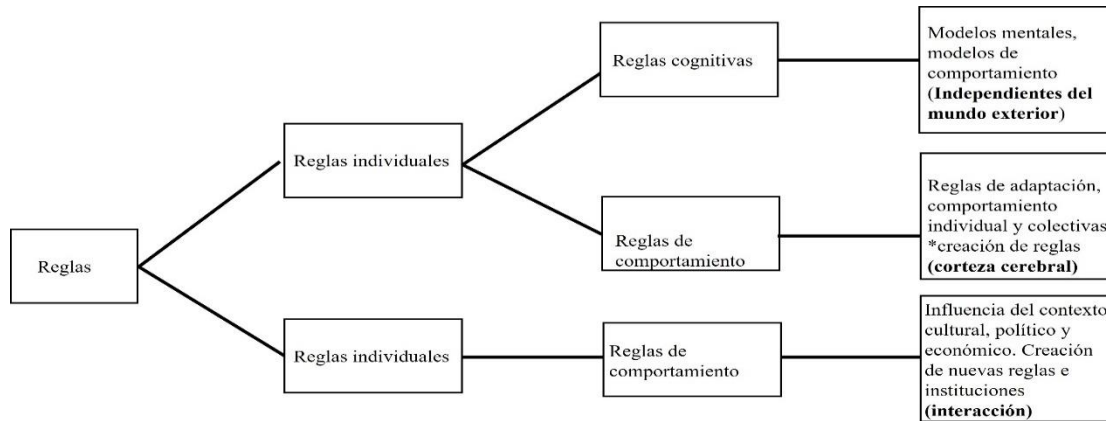 Reglas
Reglas individuales
Reglas cognitivas
Modelos mentales,
modelos de
comportamiento
(Independientes del
mundo exterior)
Reglas de
comportamiento
Reglas de adaptación,
comportamiento
individual y colectivas
*creación de reglas
(corteza cerebral)
Reglas individuales
Reglas de
comportamiento
Influencia del contexto
cultural, político y
económico. Creación
de nuevas reglas e
instituciones
(interacción)